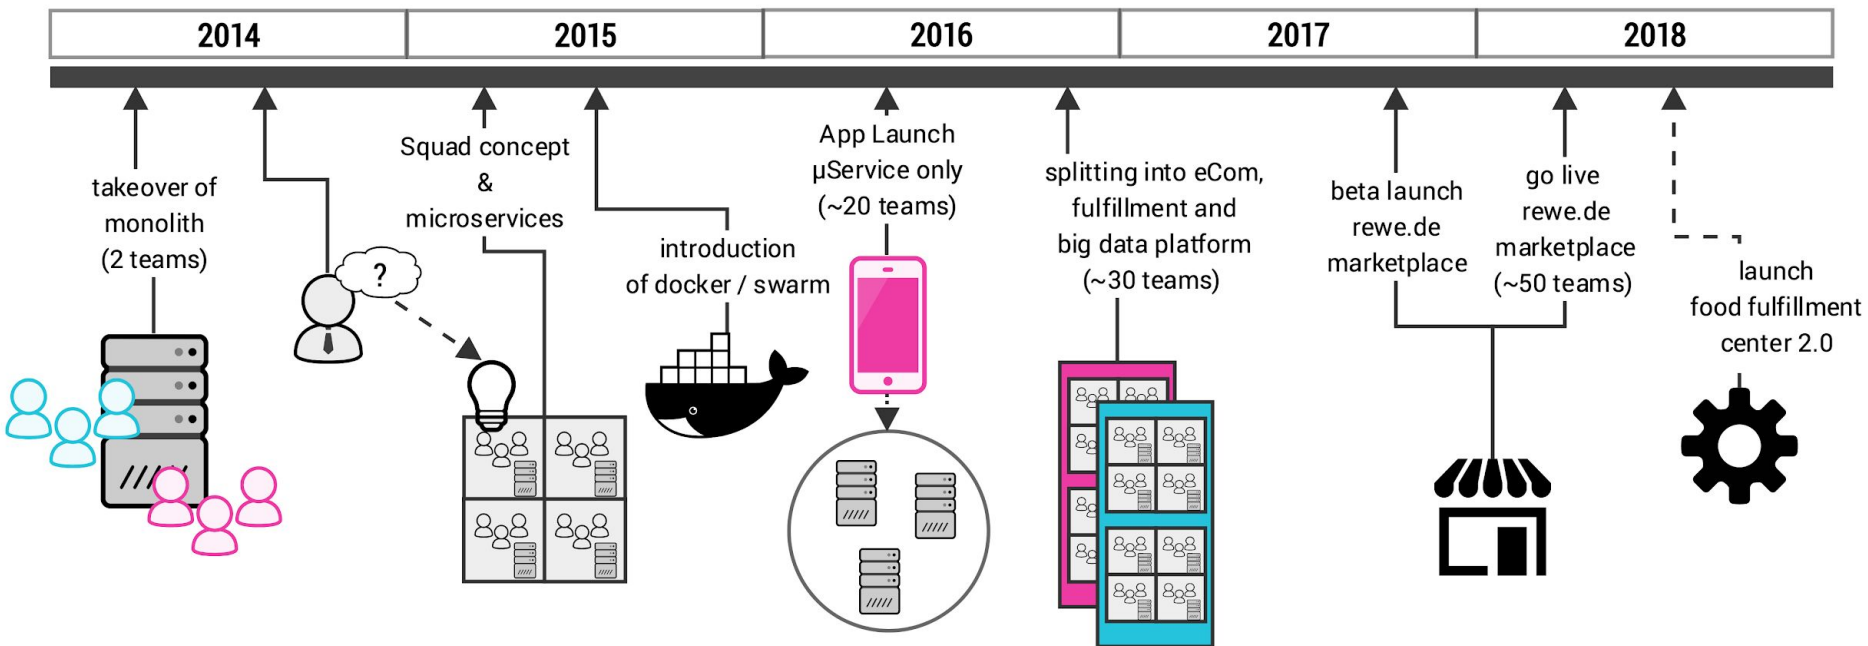 2014
2015
2016
2017
2018
takeover of
monolith
(2 teams)
?
Squad concept
&
microservices
introduction
of docker / swarm
App Launch
µService only
(~20 teams)
splitting into eCom,
fulfillment and
big data platform
(~30 teams)
beta launch
rewe.de
marketplace
go live
rewe.de
marketplace
(~50 teams)
launch
food fulfillment
center 2.0